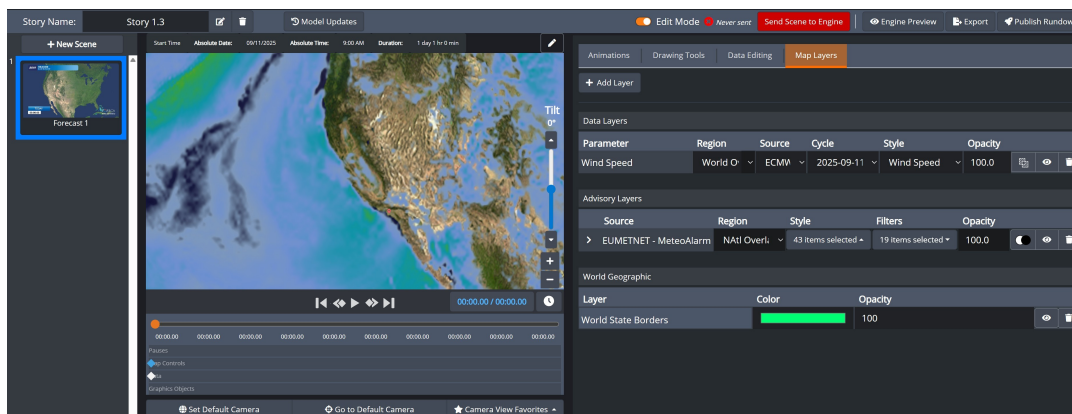 Story Name: Story 1.3 Model Updates Edit Mode Never sent Send Scene to Engine Engine Preview Export Publish Rundow
+ New Scene
Start Time Absolute Date: 09/11/2025 Absolute Time: 9:00 AM Duration: 1 day 1 hr 0 min
Animations Drawing Tools Data Editing Map Layers
1
+ Add Layer
Forecast 1
Tilt
0°
Data Layers
Parameter Region Source Cycle Style Opacity
Wind Speed World O ECMW 2025-09-11 Wind Speed 100.0
Advisory Layers
Source Region Style Filters Opacity
EUMETNET - MeteoAlarm NAtl Overla 43 items selected 19 items selected 100.0
World Geographic
Layer Color Opacity
World State Borders 100
00:00.00 / 00:00.00
00:00.00 00:00.00 00:00.00 00:00.00 00:00.00 00:00.00 00:00.00 00:00.00 00:00.00 00:00.00
Pauses
Controls
Graphics Objects
Set Default Camera Go to Default Camera Camera View Favorites